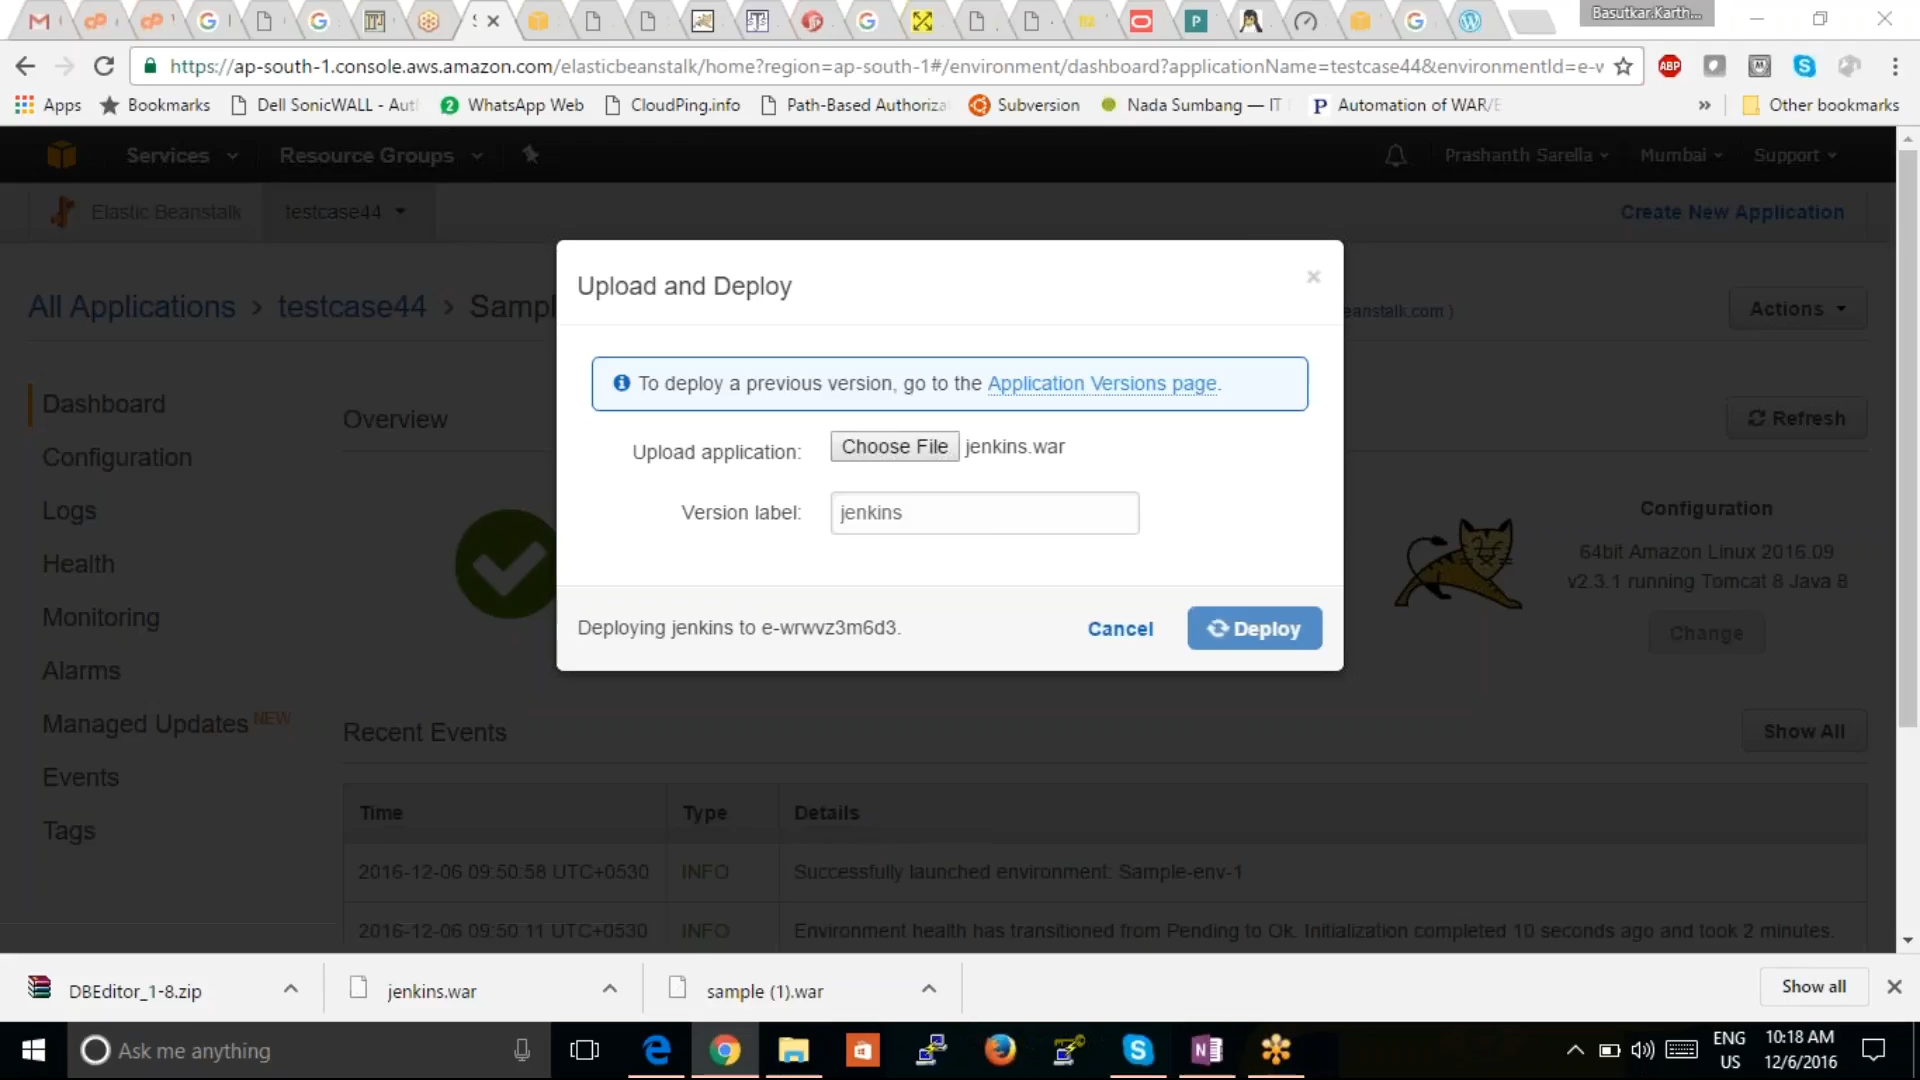 Basutkar.Karth...
https://ap-south-1.console.aws.amazon.com/elasticbeanstalk/home?region=ap-south-1#/environment/dashboard?applicationName=testcase44&environmentId=e-w
ABP
Apps
Bookmarks
Dell SonicWALL - Aut
2 WhatsApp Web
CloudPing.info
Path-Based Authoriza
Subversion
Nada Sumbang — IT
P Automation of WAR/E
»
Other bookmarks
Services
Resource Groups
Prashanth Sarella
Mumbai
Support
Elastic Beanstalk
testcase44
Create New Application
All Applications > testcase44 > Samp
eanstalk.com )
Actions
Upload and Deploy
×
To deploy a previous version, go to the Application Versions page.
Upload application: Choose File jenkins.war
Version label: jenkins
Deploying jenkins to e-wrwvz3m6d3.
Cancel
Deploy
Dashboard
Configuration
Logs
Health
Monitoring
Alarms
Managed Updates NEW
Events
Tags
Overview
Refresh
Configuration
64bit Amazon Linux 2016.09
v2.3.1 running Tomcat 8 Java 8
Change
Recent Events
Show All
Time Type Details
2016-12-06 09:50:58 UTC+0530 INFO Successfully launched environment: Sample-env-1
2016-12-06 09:50:11 UTC+0530 INFO Environment health has transitioned from Pending to Ok. Initialization completed 10 seconds ago and took 2 minutes.
DBEditor_1-8.zip
jenkins.war
sample (1).war
Show all
Ask me anything
ENG
US
10:18 AM
12/6/2016